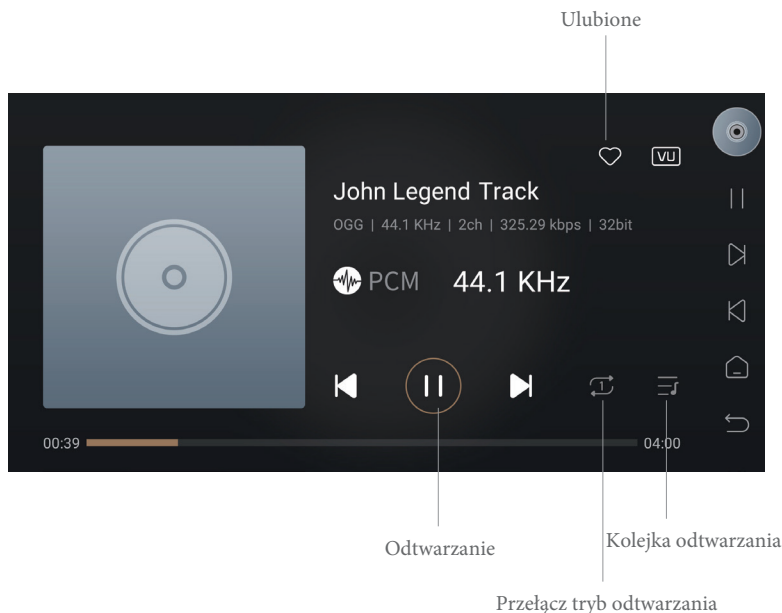 Ulubione
VU
John Legend Track
OGG | 44.1 KHz | 2ch | 325.29 kbps | 32bit
PCM 44.1 KHz
1
00:39 04:00
Odtwarzanie
Kolejka odtwarzania
Przełącz tryb odtwarzania